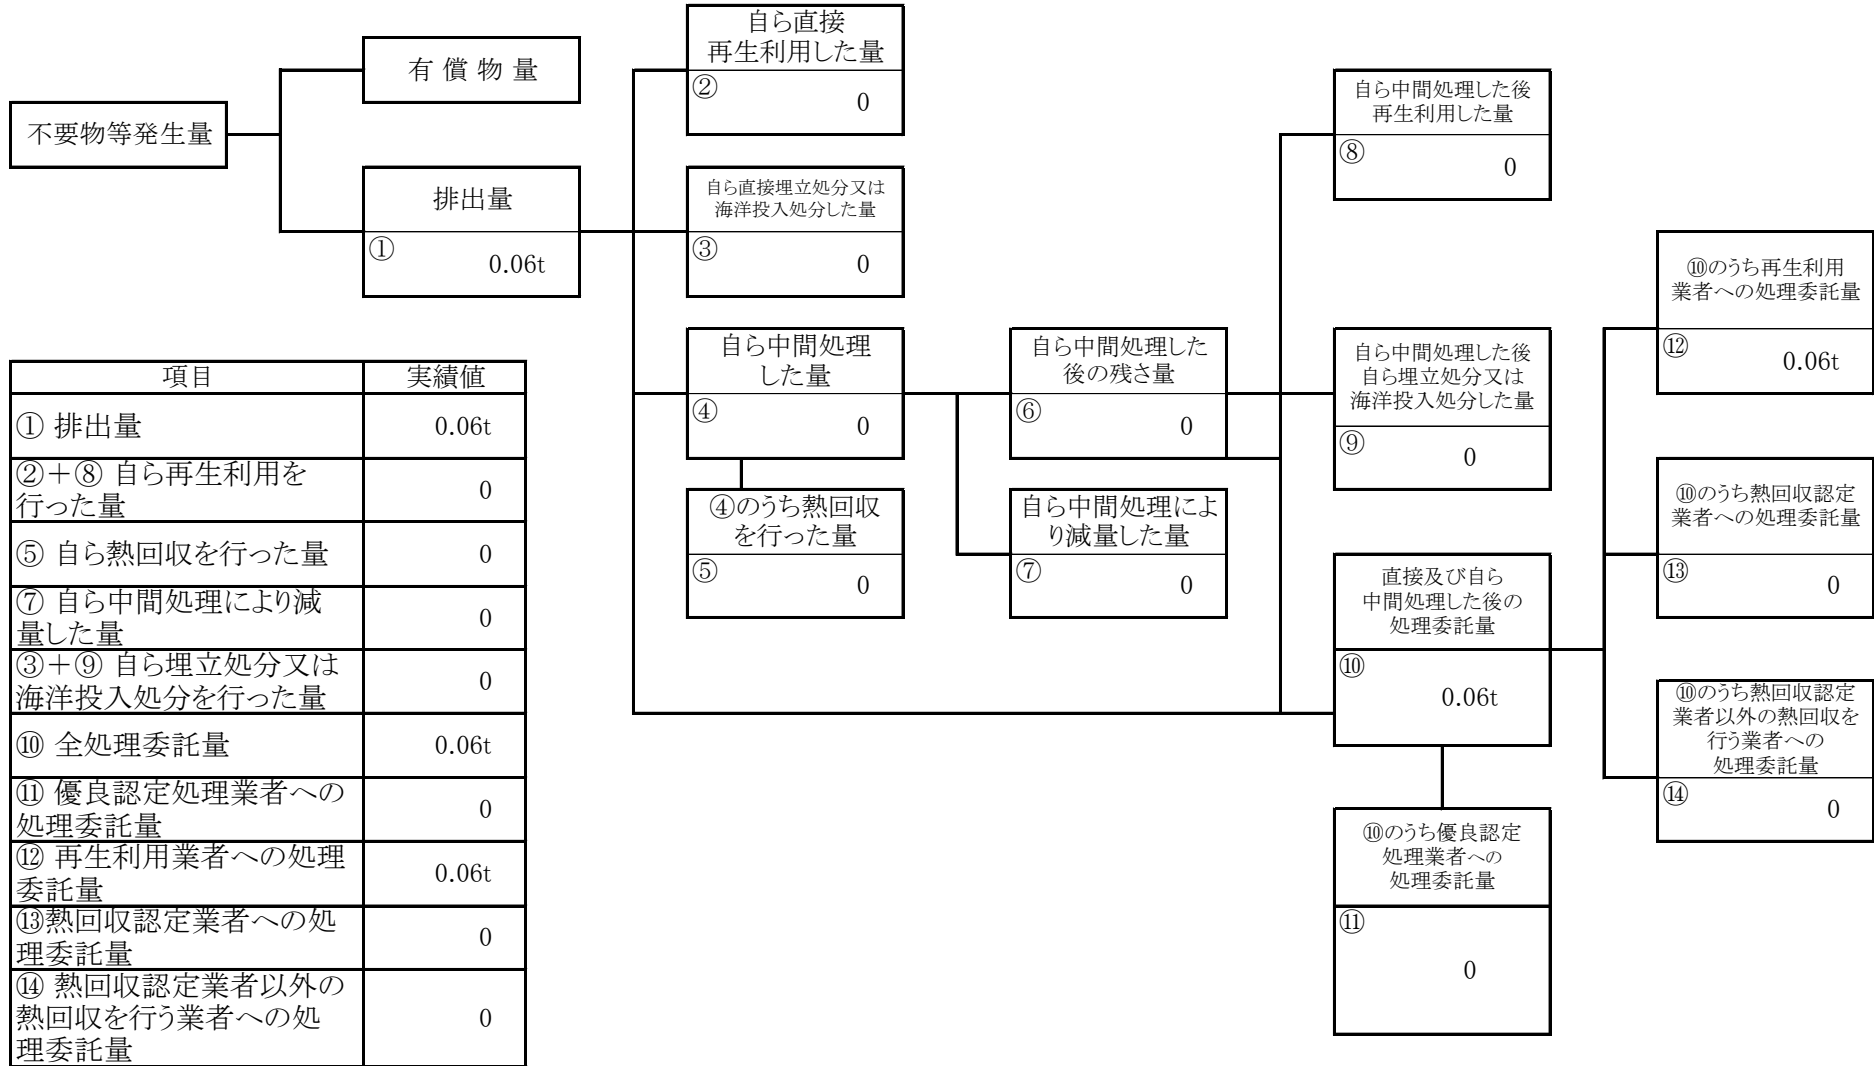 不要物等発生量
有 償 物 量
排出量
①
0.06t
自ら直接
再生利用した量
②
0
自ら直接埋立処分又は
海洋投入処分した量
③
0
自ら中間処理
した量
④
0
④のうち熱回収
を行った量
⑤
0
自ら中間処理した
後の残さ量
⑥
0
自ら中間処理によ
り減量した量
⑦
0
自ら中間処理した後
再生利用した量
⑧
0
自ら中間処理した後
自ら埋立処分又は
海洋投入処分した量
⑨
0
直接及び自ら
中間処理した後の
処理委託量
⑩
0.06t
⑩のうち優良認定
処理業者への
処理委託量
⑪
0
⑩のうち再生利用
業者への処理委託量
⑫
0.06t
⑩のうち熱回収認定
業者への処理委託量
⑬
0
⑩のうち熱回収認定
業者以外の熱回収を
行う業者への
処理委託量
⑭
0
項目 実績値
① 排出量 0.06t
②＋⑧ 自ら再生利用を
行った量 0
⑤ 自ら熱回収を行った量 0
⑦ 自ら中間処理により減
量した量 0
③＋⑨ 自ら埋立処分又は
海洋投入処分を行った量 0
⑩ 全処理委託量 0.06t
⑪ 優良認定処理業者への
処理委託量 0
⑫ 再生利用業者への処理
委託量 0.06t
⑬熱回収認定業者への処
理委託量 0
⑭ 熱回収認定業者以外の
熱回収を行う業者への処
理委託量 0